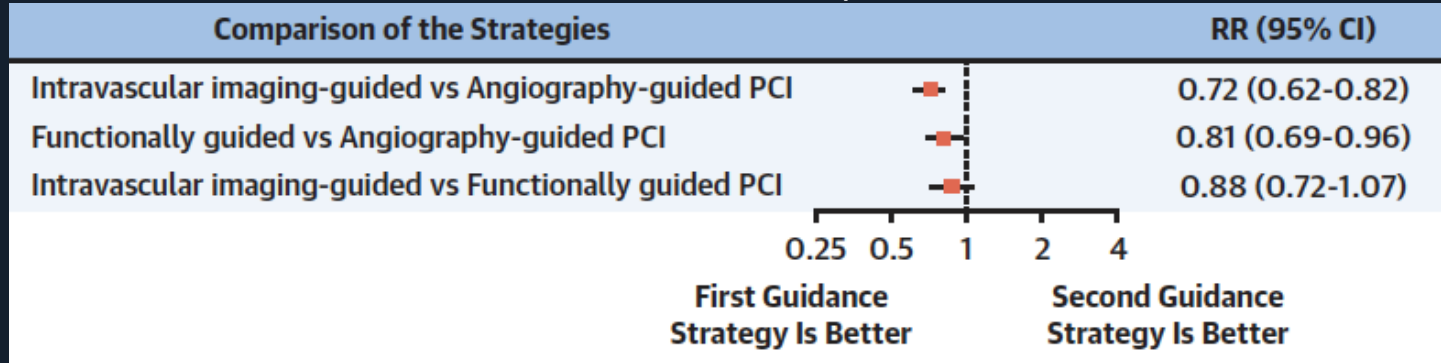 Comparison of the Strategies RR (95% CI)
Intravascular imaging-guided vs Angiography-guided PCI 0.72 (0.62-0.82)
Functionally guided vs Angiography-guided PCI 0.81 (0.69-0.96)
Intravascular imaging-guided vs Functionally guided PCI 0.88 (0.72-1.07)
0.25 0.5 1 2 4
First Guidance Second Guidance
Strategy Is Better Strategy Is Better